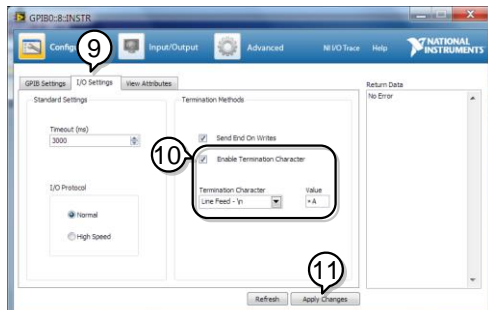 GPIB0::8::INSTR
Input/Output
Advanced
NI I/O Trace
Help
NATIONAL
INSTRUMENTS
9
GPIB Settings
I/O Settings
View Attributes
Return Data
No Error
Standard Settings
Termination Methods
Timeout (ms)
3000
Send End On Writes
10
Enable Termination Character
I/O Protocol
Termination Character
Value
Line Feed - \n
Normal
High Speed
11
Refresh
Apply Changes